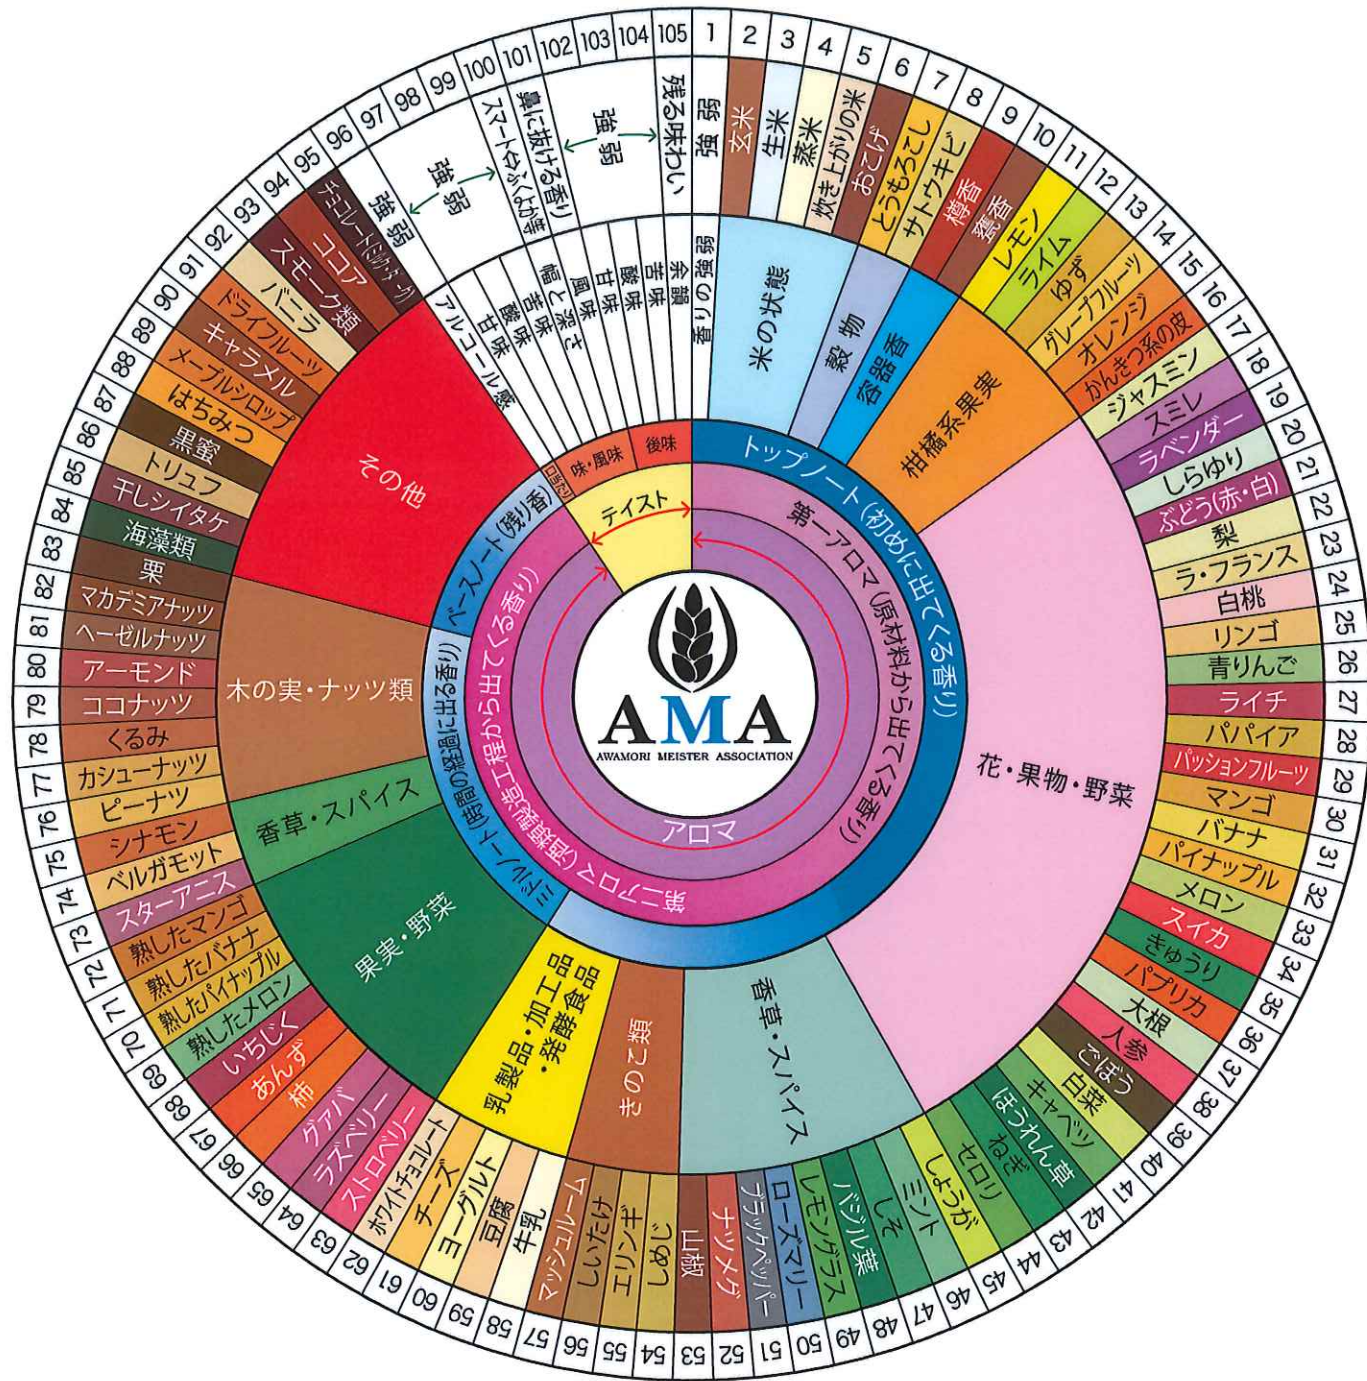 AMA
AWAMORI MEISTER ASSOCIATION
アロマ
テイスト
第一アロマ(原材料から出てくる香り)
第二アロマ(酒類製造工程から出てくる香り)
トップノート(初めに出てくる香り)
ミドルノート(時間の経過に出る香り)
ベースノート(残り香)
口当たり
味・風味
後味
香りの強弱
米の状態
穀物
容器香
柑橘系果実
花・果物・野菜
香草・スパイス
きのこ類
乳製品・加工品
・発酵食品
果実・野菜
香草・スパイス
木の実・ナッツ類
その他
アルコール感
甘味
酸味
苦味
幅と深さ
風味
甘味
酸味
苦味
余韻
強弱
玄米
生米
蒸米
炊き上がりの米
おこげ
とうもろこし
サトウキビ
樽香
甕香
レモン
ライム
ゆず
グレープフルーツ
オレンジ
かんきつ系の皮
ジャスミン
スミレ
ラベンダー
しらゆり
ぶどう(赤・白)
梨
ラ・フランス
白桃
リンゴ
青りんご
ライチ
パパイア
パッションフルーツ
マンゴ
バナナ
パイナップル
メロン
スイカ
きゅうり
パプリカ
大根
人参
ごぼう
白菜
キャベツ
ほうれん草
ねぎ
セロリ
しょうが
ミント
しそ
バジル葉
レモングラス
ローズマリー
ブラックペッパー
ナツメグ
山椒
しめじ
エリンギ
しいたけ
マッシュルーム
牛乳
豆腐
ヨーグルト
チーズ
ホワイトチョコレート
ストロベリー
ラズベリー
グァバ
柿
あんず
いちじく
熟したメロン
熟したパイナップル
熟したバナナ
熟したマンゴ
スターアニス
ベルガモット
シナモン
ピーナツ
カシューナッツ
くるみ
ココナッツ
アーモンド
ヘーゼルナッツ
マカデミアナッツ
栗
海藻類
干しシイタケ
トリュフ
黒蜜
はちみつ
メープルシロップ
キャラメル
ドライフルーツ
バニラ
スモーク類
ココア
チョコレート(ミルク・ダーク)
強弱
強弱
スマート⇔ふくよか等
鼻に抜ける香り
強弱
残る味わい
1
2
3
4
5
6
7
8
9
10
11
12
13
14
15
16
17
18
19
20
21
22
23
24
25
26
27
28
29
30
31
32
33
34
35
36
37
38
39
40
41
42
43
44
45
46
47
48
49
50
51
52
53
54
55
56
57
58
59
60
61
62
63
64
65
66
67
68
69
70
71
72
73
74
75
76
77
78
79
80
81
82
83
84
85
86
87
88
89
90
91
92
93
94
95
96
97
98
99
100
101
102
103
104
105